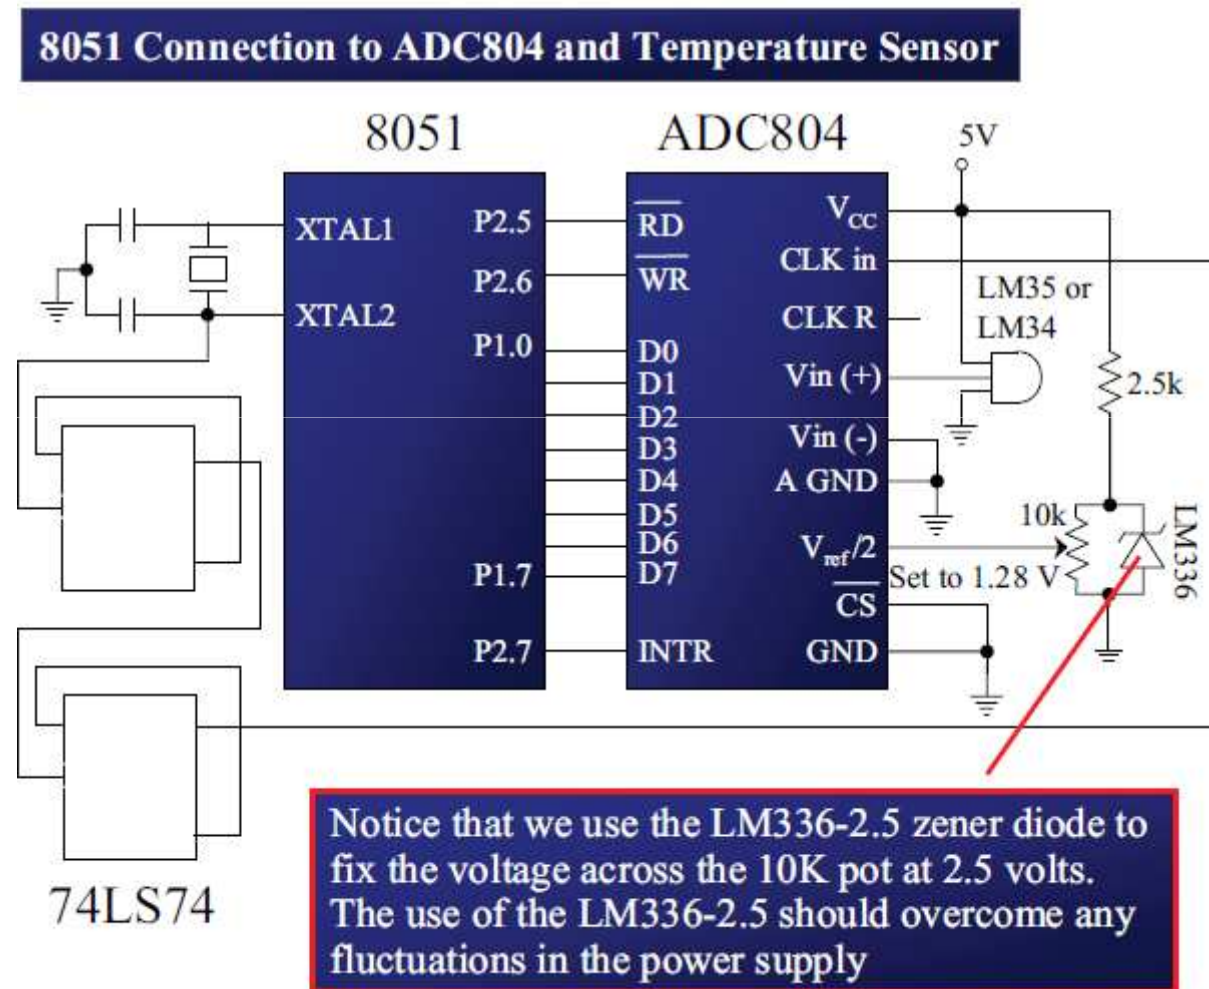 8051 Connection to ADC804 and Temperature Sensor
8051
ADC804
5V
XTAL1
XTAL2
P2.5
P2.6
P1.0
P1.7
P2.7
RD
WR
D0
D1
D2
D3
D4
D5
D6
D7
INTR
VCC
CLK in
CLK R
Vin (+)
Vin (-)
A GND
Vref/2
CS
GND
LM35 or
LM34
2.5k
10k
Set to 1.28 V
LM336
74LS74
Notice that we use the LM336-2.5 zener diode to
fix the voltage across the 10K pot at 2.5 volts.
The use of the LM336-2.5 should overcome any
fluctuations in the power supply